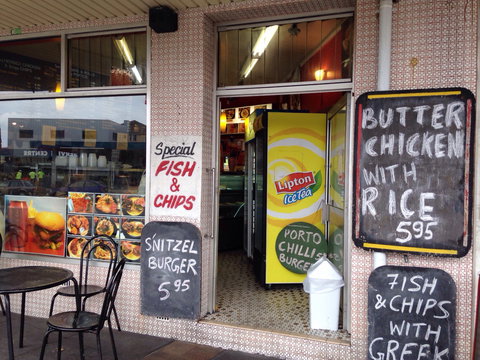 Special
FISH
&
CHIPS
SNITZEL
BURGER
5 95
Lipton
ICE TEA
PORTO
CHILLI
BURGER
BUTTER
CHICKEN
WITH
RICE
5.95
FISH
& CHIPS
WITH
GREEK
CENTRE